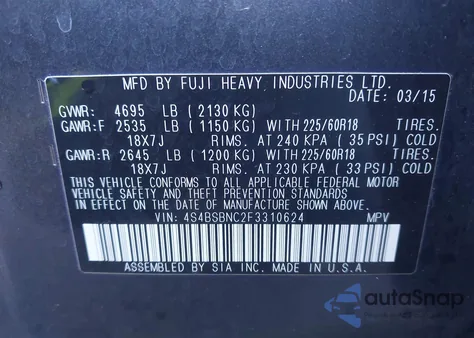 MFD BY FUJI HEAVY INDUSTRIES LTD.
DATE: 03/15
GVWR: 4695 LB ( 2130 KG)
GAWR:F 2535 LB ( 1150 KG) WITH 225/60R18 TIRES.
18X7J RIMS. AT 240 KPA ( 35 PSI) COLD
GAWR:R 2645 LB ( 1200 KG) WITH 225/60R18 TIRES.
18X7J RIMS. AT 230 KPA ( 33 PSI) COLD
THIS VEHICLE CONFORMS TO ALL APPLICABLE FEDERAL MOTOR
VEHICLE SAFETY AND THEFT PREVENTION STANDARDS
IN EFFECT ON THE DATE OF MANUFACTURE SHOWN ABOVE.
VIN: 4S4BSBNC2F3310624 MPV
ASSEMBLED BY SIA INC. MADE IN U.S.A.
autoSnap